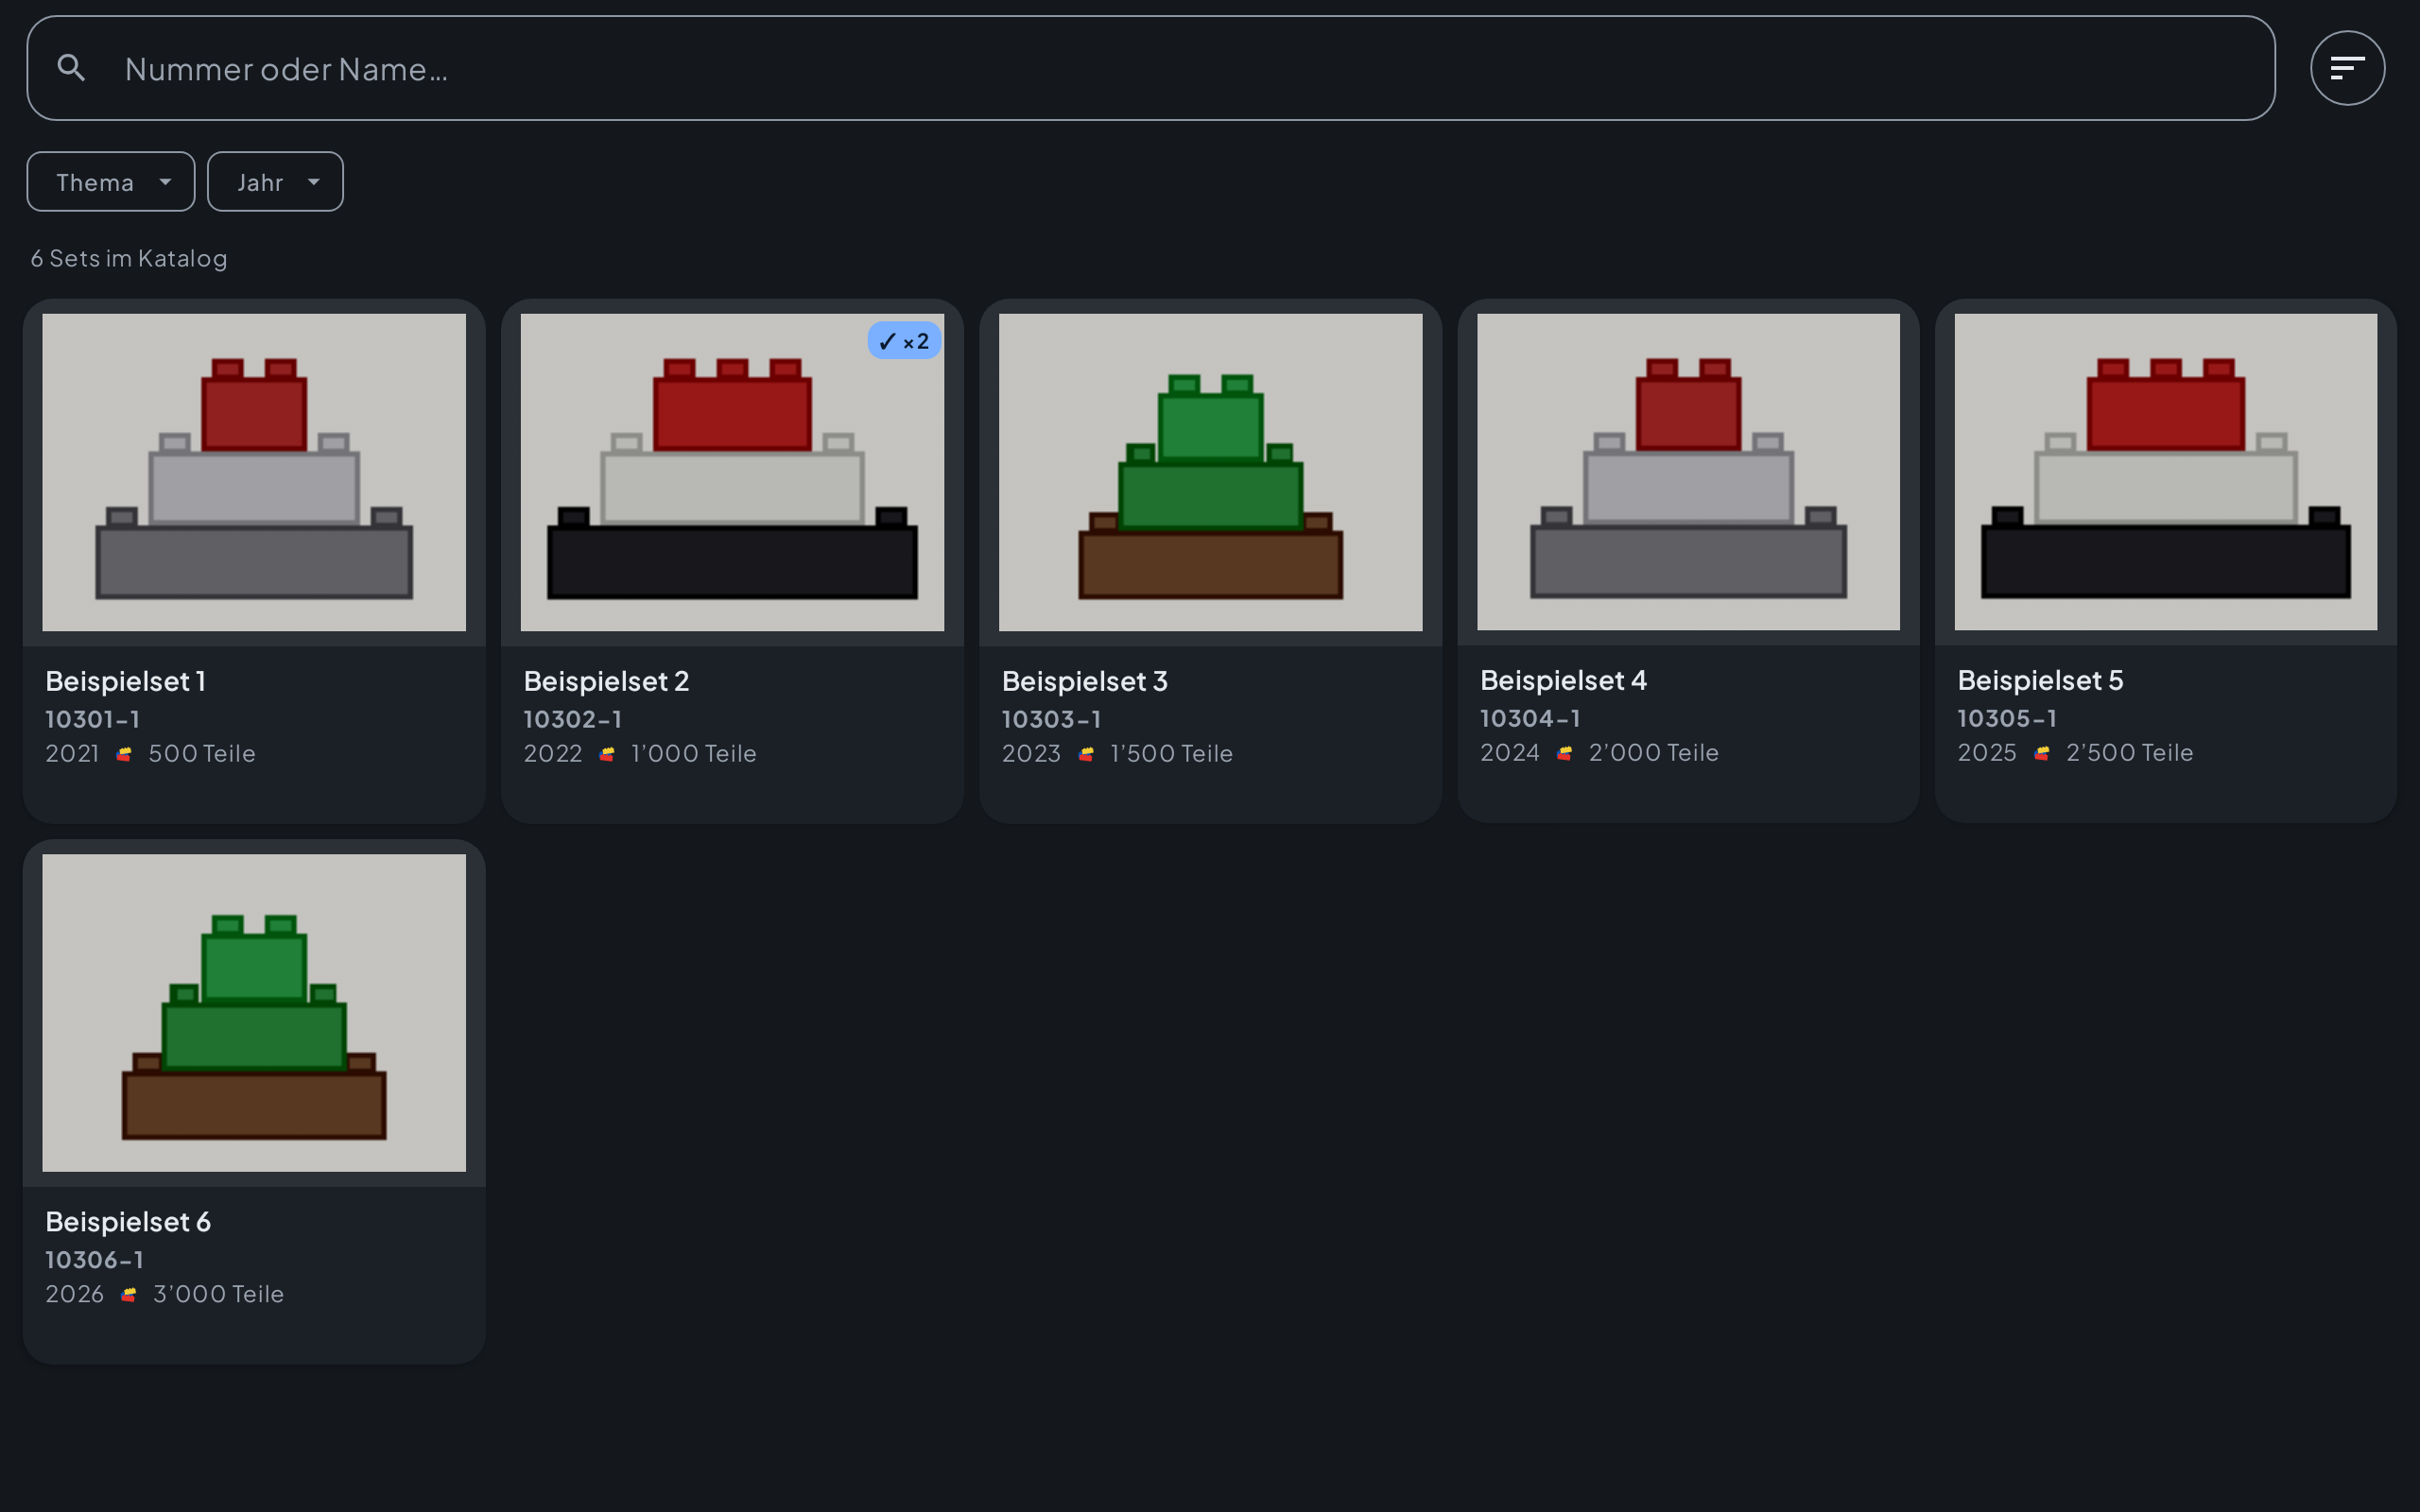 Nummer oder Name…
Thema
Jahr
6 Sets im Katalog
✓ ×2
Beispielset 1
10301-1
2021 500 Teile
Beispielset 2
10302-1
2022 1’000 Teile
Beispielset 3
10303-1
2023 1’500 Teile
Beispielset 4
10304-1
2024 2’000 Teile
Beispielset 5
10305-1
2025 2’500 Teile
Beispielset 6
10306-1
2026 3’000 Teile